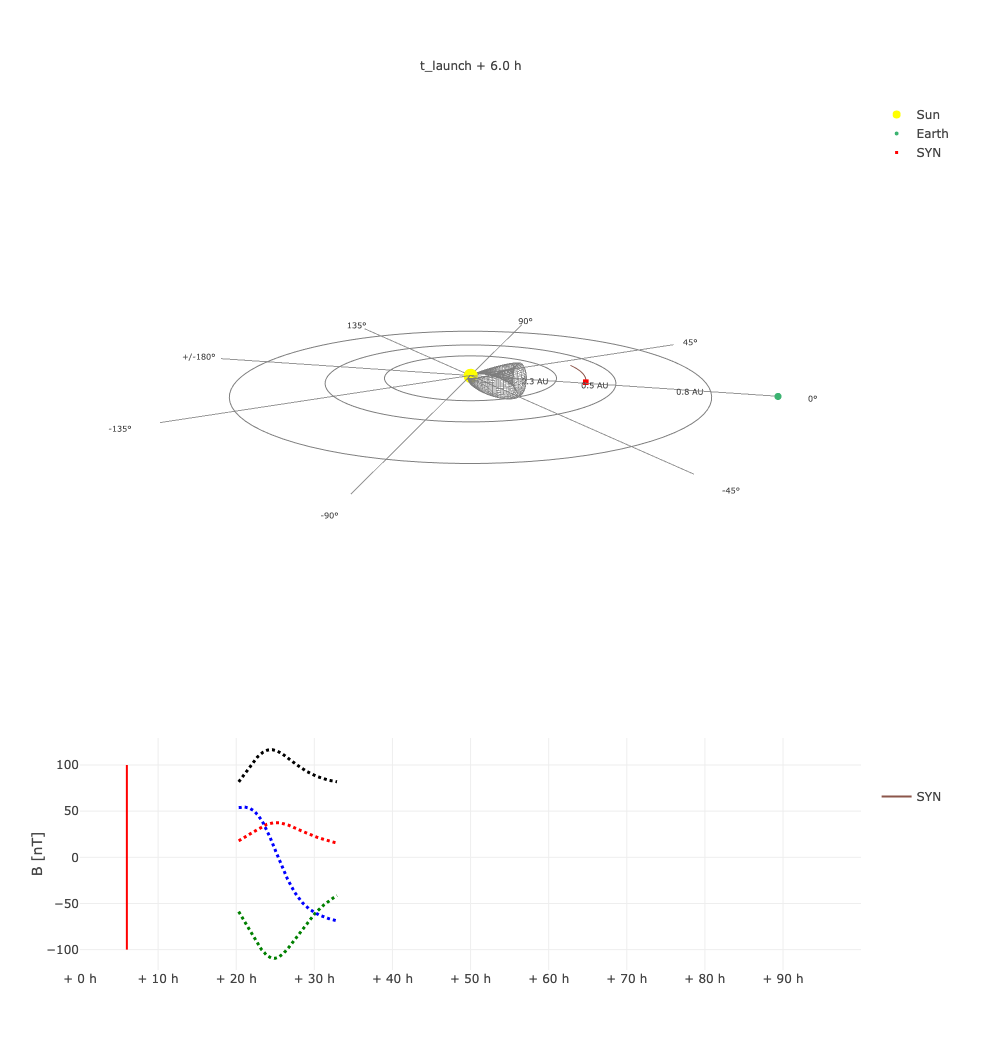 t_launch + 6.0 h
Sun
Earth
SYN
90°
135°
45°
+/-180°
0.5 AU
0.8 AU
0°
-135°
-45°
-90°
100
50
0
−50
−100
B [nT]
SYN
+ 0 h
+ 10 h
+ 20 h
+ 30 h
+ 40 h
+ 50 h
+ 60 h
+ 70 h
+ 80 h
+ 90 h